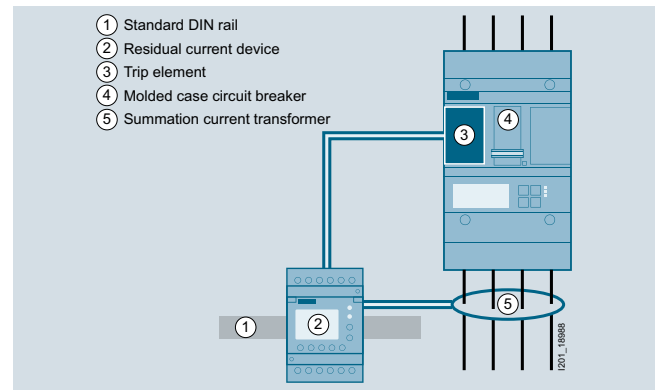 1 Standard DIN rail
2 Residual current device
3 Trip element
4 Molded case circuit breaker
5 Summation current transformer
3
4
5
1
2
I201_18988